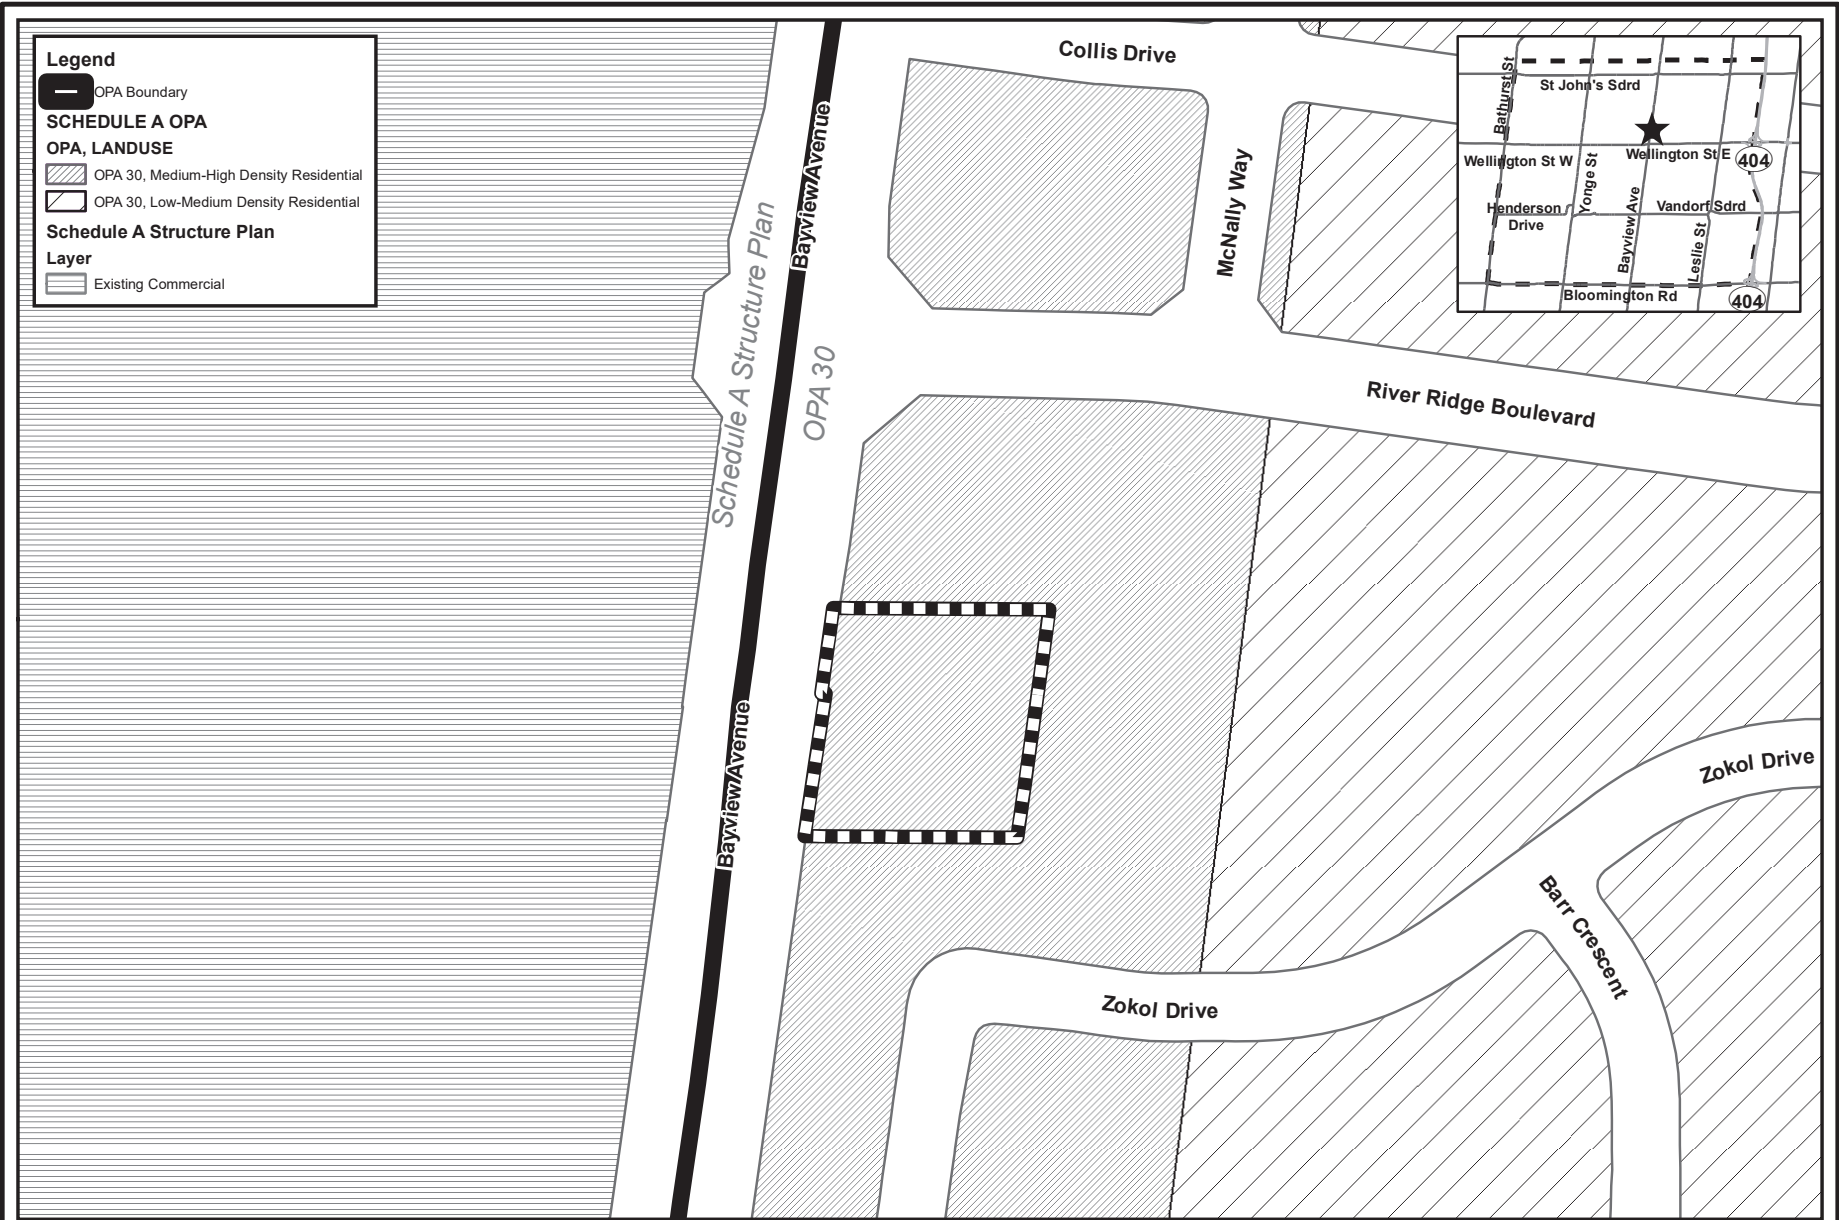 Legend
OPA Boundary
SCHEDULE A OPA
OPA, LANDUSE
OPA 30, Medium-High Density Residential
OPA 30, Low-Medium Density Residential
Schedule A Structure Plan
Layer
Existing Commercial
Collis Drive
Bayview Avenue
McNally Way
Schedule A Structure Plan
OPA 30
River Ridge Boulevard
Bayview Avenue
Zokol Drive
Barr Crescent
Zokol Drive
Bathurst St
St John's Sdrd
Wellington St W
Wellington St E
404
Yonge St
Henderson
Drive
Bayview Ave
Vandorf Sdrd
Leslie St
Bloomington Rd
404